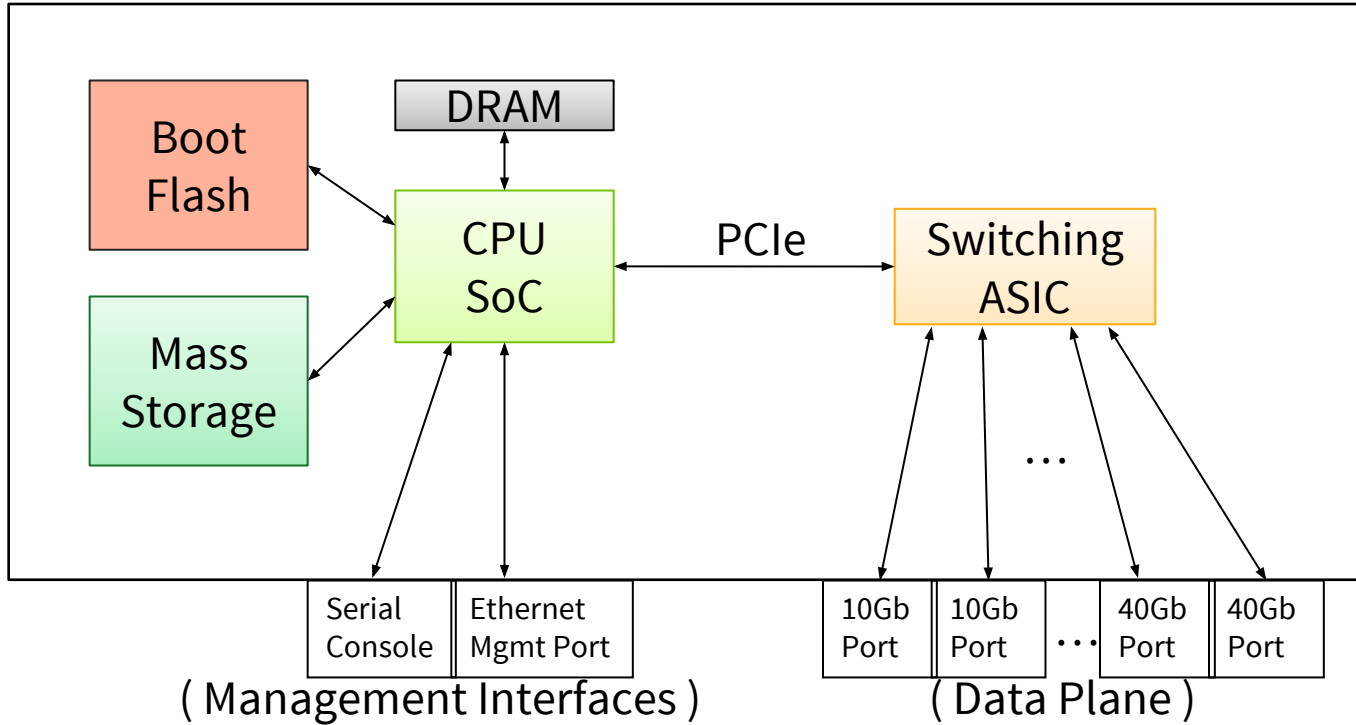 Boot
Flash
DRAM
CPU
SoC
PCIe
Switching
ASIC
Mass
Storage
...
Serial
Console
Ethernet
Mgmt Port
10Gb
Port
10Gb
Port
...
40Gb
Port
40Gb
Port
( Management Interfaces )
( Data Plane )